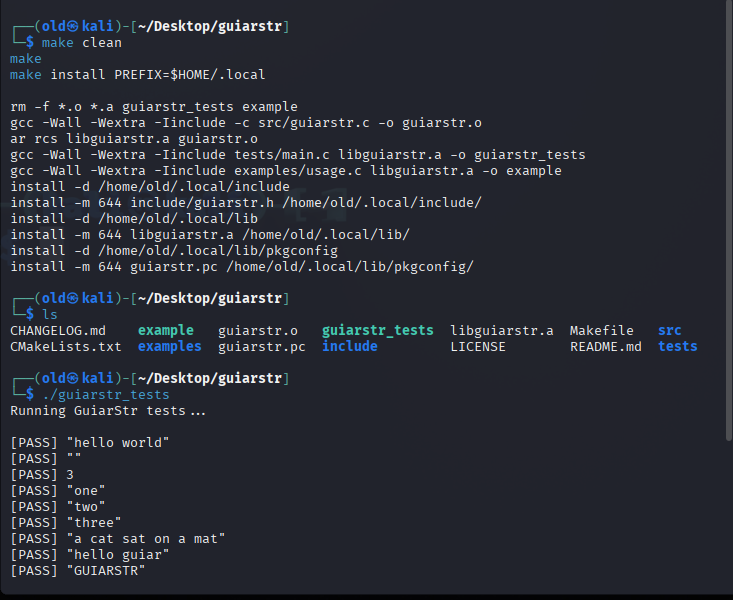 ┌──(old㉿kali)-[~/Desktop/guiarstr]
└─$ make clean
make
make install PREFIX=$HOME/.local
rm -f *.o *.a guiarstr_tests example
gcc -Wall -Wextra -Iinclude -c src/guiarstr.c -o guiarstr.o
ar rcs libguiarstr.a guiarstr.o
gcc -Wall -Wextra -Iinclude tests/main.c libguiarstr.a -o guiarstr_tests
gcc -Wall -Wextra -Iinclude examples/usage.c libguiarstr.a -o example
install -d /home/old/.local/include
install -m 644 include/guiarstr.h /home/old/.local/include/
install -d /home/old/.local/lib
install -m 644 libguiarstr.a /home/old/.local/lib/
install -d /home/old/.local/lib/pkgconfig
install -m 644 guiarstr.pc /home/old/.local/lib/pkgconfig/
┌──(old㉿kali)-[~/Desktop/guiarstr]
└─$ ls
CHANGELOG.md example guiarstr.o guiarstr_tests libguiarstr.a Makefile src
CMakeLists.txt examples guiarstr.pc include LICENSE README.md tests
┌──(old㉿kali)-[~/Desktop/guiarstr]
└─$ ./guiarstr_tests
Running GuiarStr tests...
[PASS] "hello world"
[PASS] ""
[PASS] 3
[PASS] "one"
[PASS] "two"
[PASS] "three"
[PASS] "a cat sat on a mat"
[PASS] "hello guiar"
[PASS] "GUIARSTR"